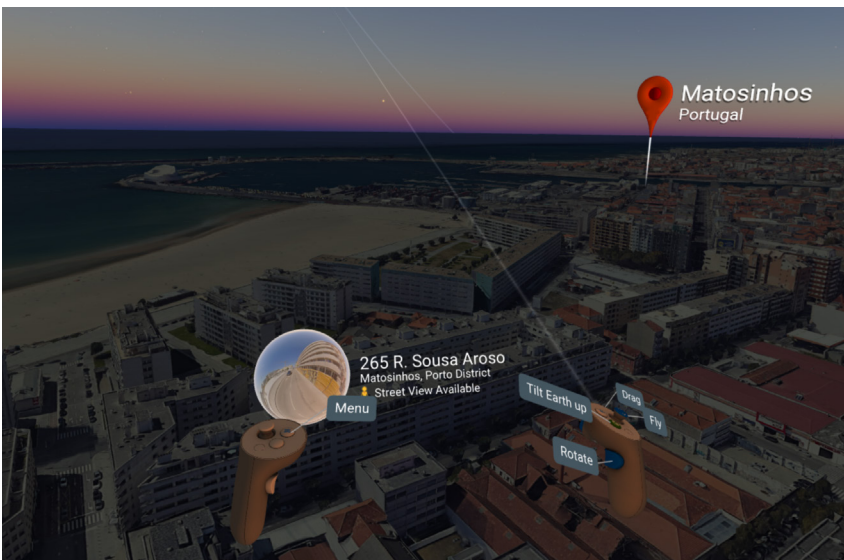 Matosinhos
Portugal
265 R. Sousa Aroso
Matosinhos, Porto District
Street View Available
Menu
Tilt Earth up
Drag
Fly
Rotate